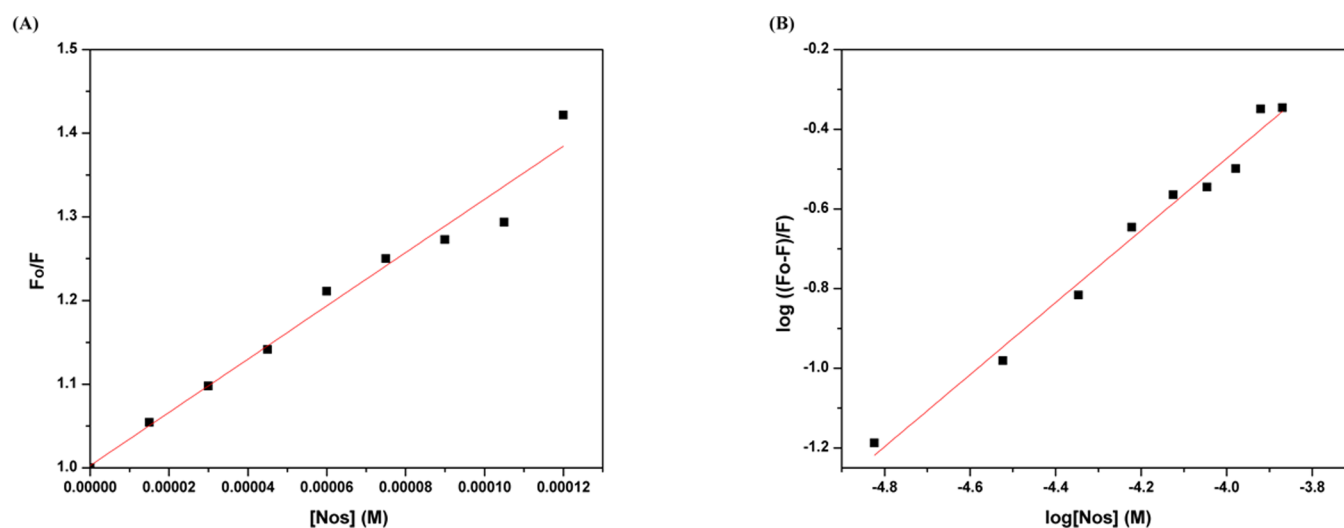 (A)
1.5
1.4
1.3
1.2
1.1
1.0
Fo/F
0.00000 0.00002 0.00004 0.00006 0.00008 0.00010 0.00012
[Nos] (M)
(B)
-0.2
-0.4
-0.6
-0.8
-1.0
-1.2
log ((Fo-F)/F)
-4.8 -4.6 -4.4 -4.2 -4.0 -3.8
log[Nos] (M)